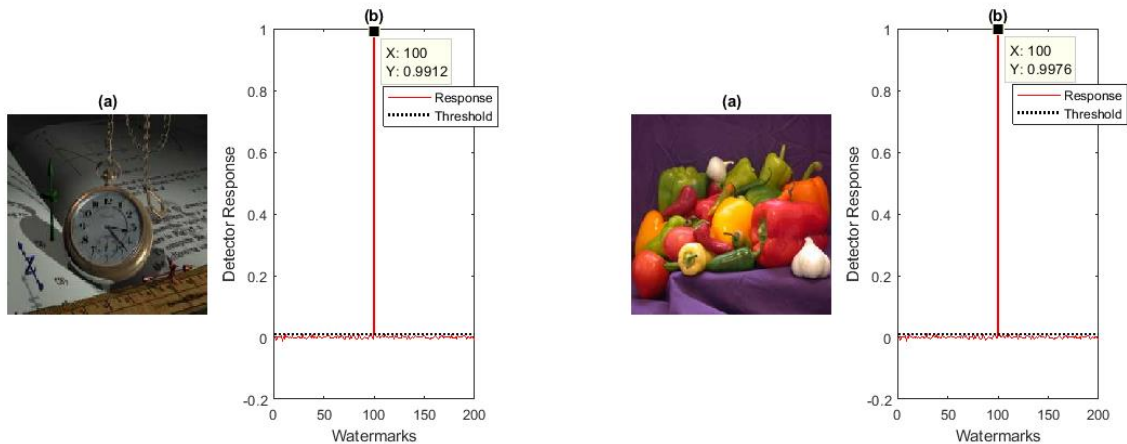 (a)
(b)
X: 100
Y: 0.9912
Response
Threshold
Detector Response
1
0.8
0.6
0.4
0.2
0
-0.2
0
50
100
150
200
Watermarks
(a)
(b)
X: 100
Y: 0.9976
Response
Threshold
Detector Response
1
0.8
0.6
0.4
0.2
0
-0.2
0
50
100
150
200
Watermarks